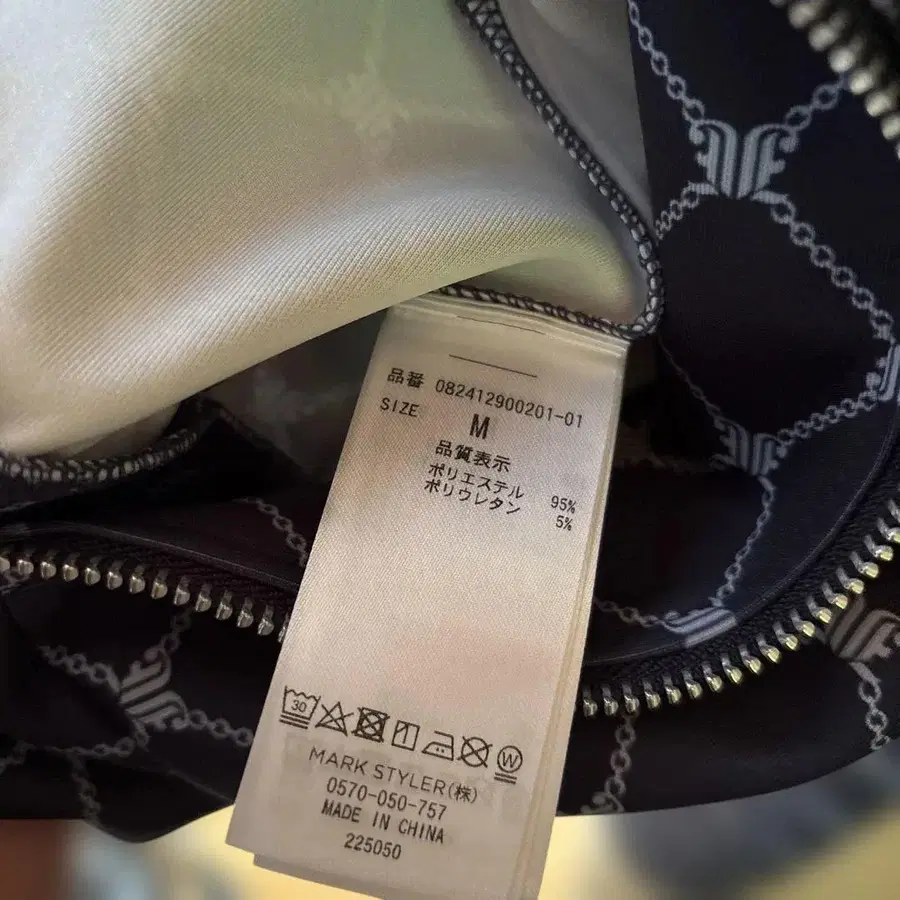 品番 082412900201-01
SIZE M
品質表示
ポリエステル 95%
ポリウレタン 5%
30 W
MARK STYLER(株)
0570-050-757
MADE IN CHINA
225050